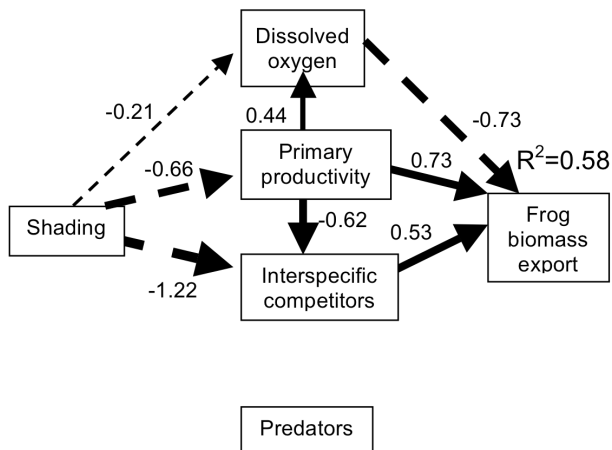 Dissolved
oxygen
-0.21
0.44
-0.73
Primary
productivity
-0.66
0.73
R²=0.58
Shading
-0.62
0.53
Frog
biomass
export
Interspecific
competitors
-1.22
Predators